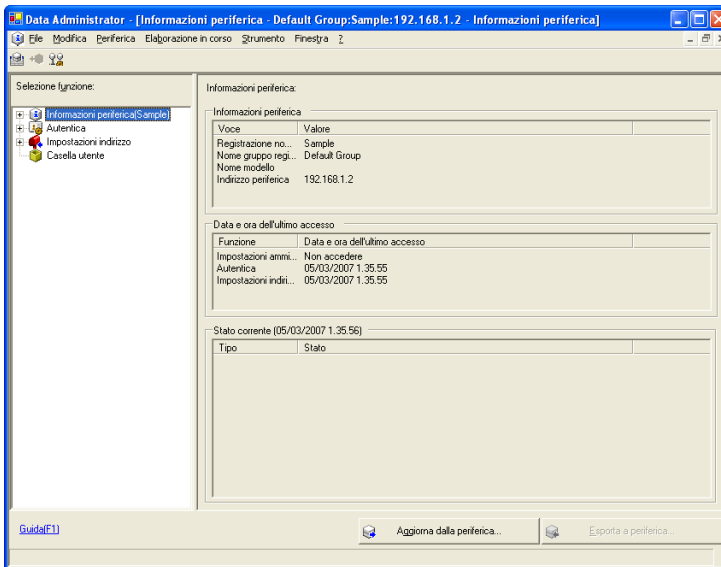 Data Administrator - [Informazioni periferica - Default Group:Sample:192.168.1.2 - Informazioni periferica]
File Modifica Periferica Elaborazione in corso Strumento Finestra ?
Selezione funzione:
Informazioni periferica(Sample)
Autentica
Impostazioni indirizzo
Casella utente
Informazioni periferica:
Informazioni periferica
Voce Valore
Registrazione no... Sample
Nome gruppo regi... Default Group
Nome modello
Indirizzo periferica 192.168.1.2
Data e ora dell'ultimo accesso
Funzione Data e ora dell'ultimo accesso
Impostazioni ammi... Non accedere
Autentica 05/03/2007 1.35.55
Impostazioni indiri... 05/03/2007 1.35.55
Stato corrente (05/03/2007 1.35.56)
Tipo Stato
Guida(F1)
Aggiorna dalla periferica...
Esporta a periferica...